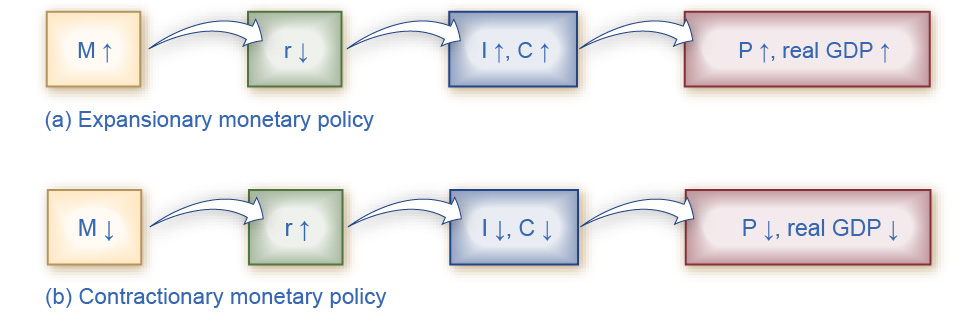 M ↑ r ↓ I ↑, C ↑ P ↑, real GDP ↑
(a) Expansionary monetary policy
M ↓ r ↑ I ↓, C ↓ P ↓, real GDP ↓
(b) Contractionary monetary policy